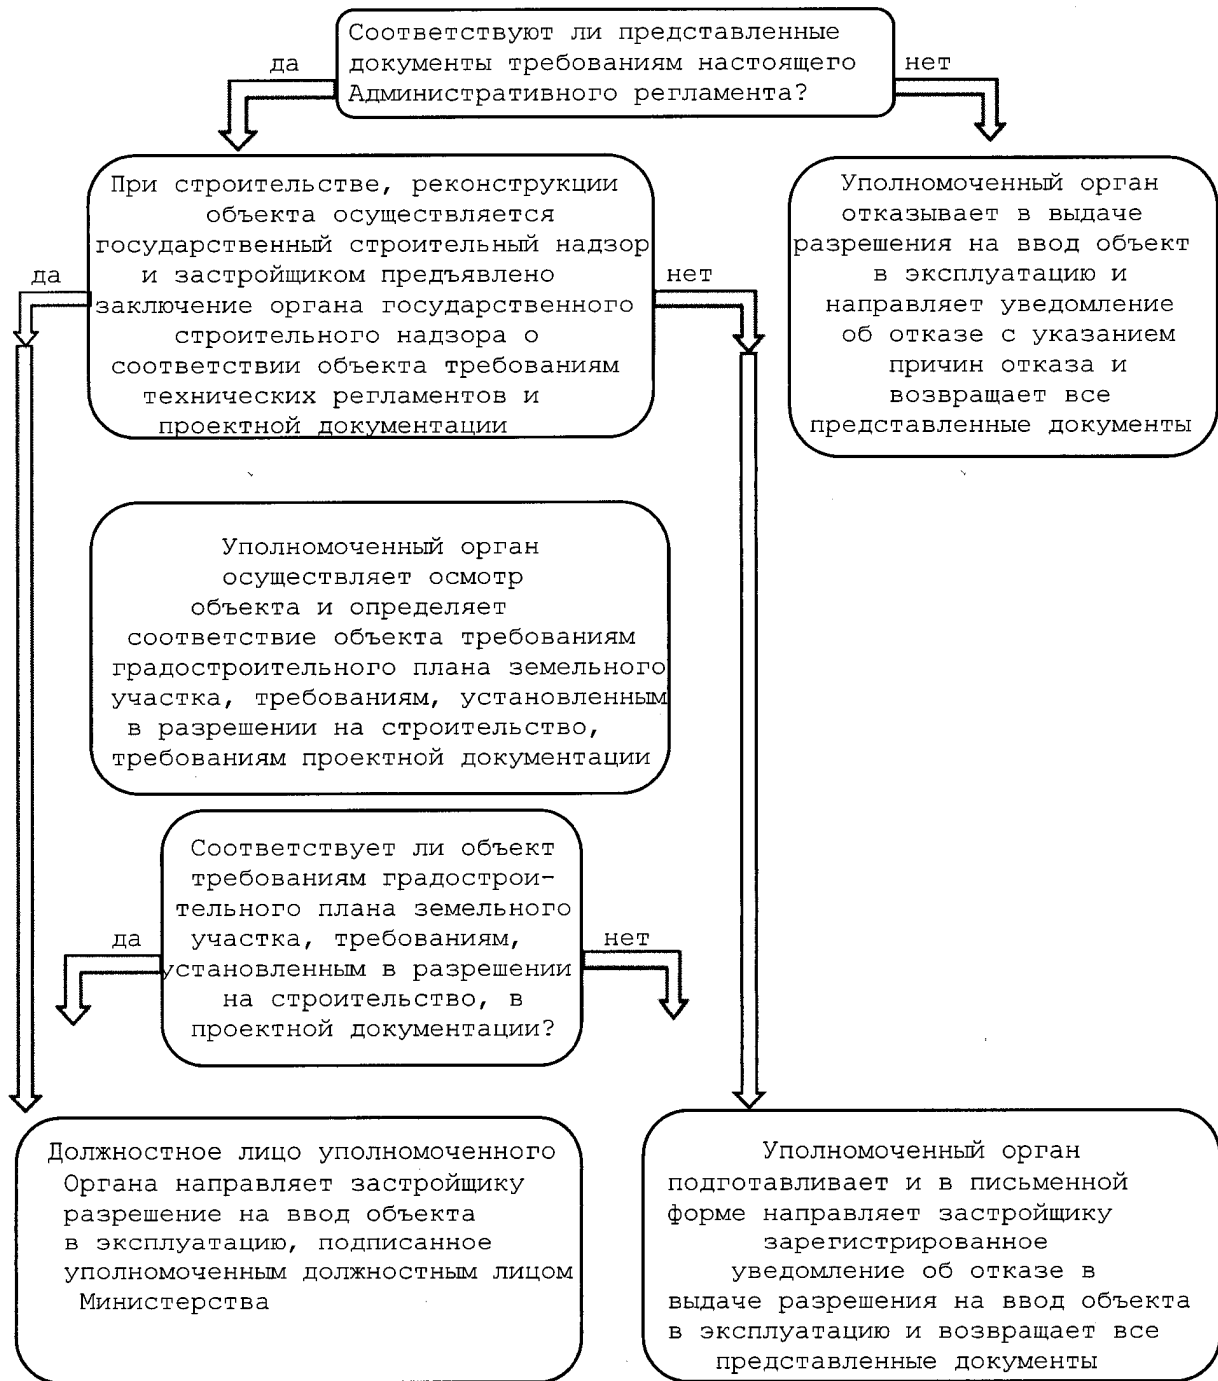 Соответствуют ли представленные
документы требованиям настоящего
Административного регламента?
да
нет
При строительстве, реконструкции
объекта осуществляется
государственный строительный надзор
и застройщиком предъявлено
заключение органа государственного
строительного надзора о
соответствии объекта требованиям
технических регламентов и
проектной документации
да
нет
Уполномоченный орган
отказывает в выдаче
разрешения на ввод объект
в эксплуатацию и
направляет уведомление
об отказе с указанием
причин отказа и
возвращает все
представленные документы
Уполномоченный орган
осуществляет осмотр
объекта и определяет
соответствие объекта требованиям
градостроительного плана земельного
участка, требованиям, установленным
в разрешении на строительство,
требованиям проектной документации
Соответствует ли объект
требованиям градострои-
тельного плана земельного
участка, требованиям,
установленным в разрешении
на строительство, в
проектной документации?
да
нет
Должностное лицо уполномоченного
Органа направляет застройщику
разрешение на ввод объекта
в эксплуатацию, подписанное
уполномоченным должностным лицом
Министерства
Уполномоченный орган
подготавливает и в письменной
форме направляет застройщику
зарегистрированное
уведомление об отказе в
выдаче разрешения на ввод объекта
в эксплуатацию и возвращает все
представленные документы